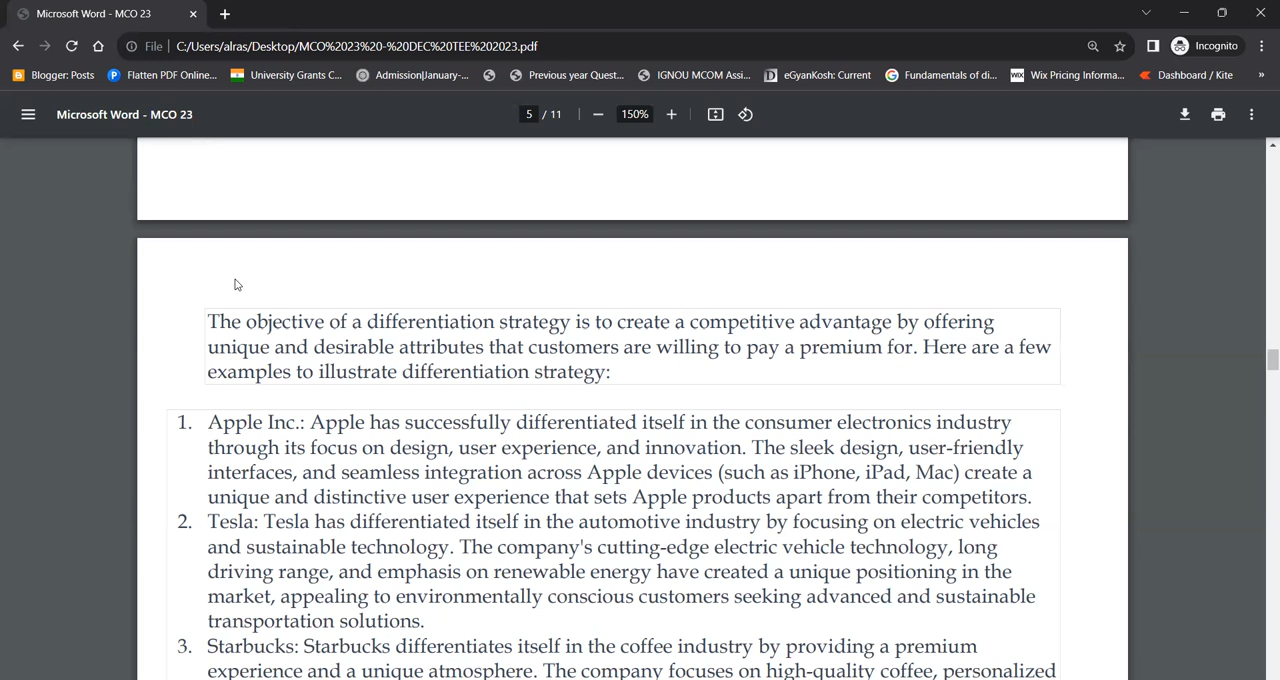 Microsoft Word - MCO 23
File C:/Users/alras/Desktop/MCO%2023%20-%20DEC%20TEE%202023.pdf
Incognito
Blogger: Posts Flatten PDF Online... University Grants C... Admission|January-... Previous year Quest... IGNOU MCOM Assi... eGyanKosh: Current Fundamentals of di... Wix Pricing Informa... Dashboard / Kite »
Microsoft Word - MCO 23 5 / 11 150%
The objective of a differentiation strategy is to create a competitive advantage by offering
unique and desirable attributes that customers are willing to pay a premium for. Here are a few
examples to illustrate differentiation strategy:
1. Apple Inc.: Apple has successfully differentiated itself in the consumer electronics industry
through its focus on design, user experience, and innovation. The sleek design, user-friendly
interfaces, and seamless integration across Apple devices (such as iPhone, iPad, Mac) create a
unique and distinctive user experience that sets Apple products apart from their competitors.
2. Tesla: Tesla has differentiated itself in the automotive industry by focusing on electric vehicles
and sustainable technology. The company's cutting-edge electric vehicle technology, long
driving range, and emphasis on renewable energy have created a unique positioning in the
market, appealing to environmentally conscious customers seeking advanced and sustainable
transportation solutions.
3. Starbucks: Starbucks differentiates itself in the coffee industry by providing a premium
experience and a unique atmosphere. The company focuses on high-quality coffee, personalized